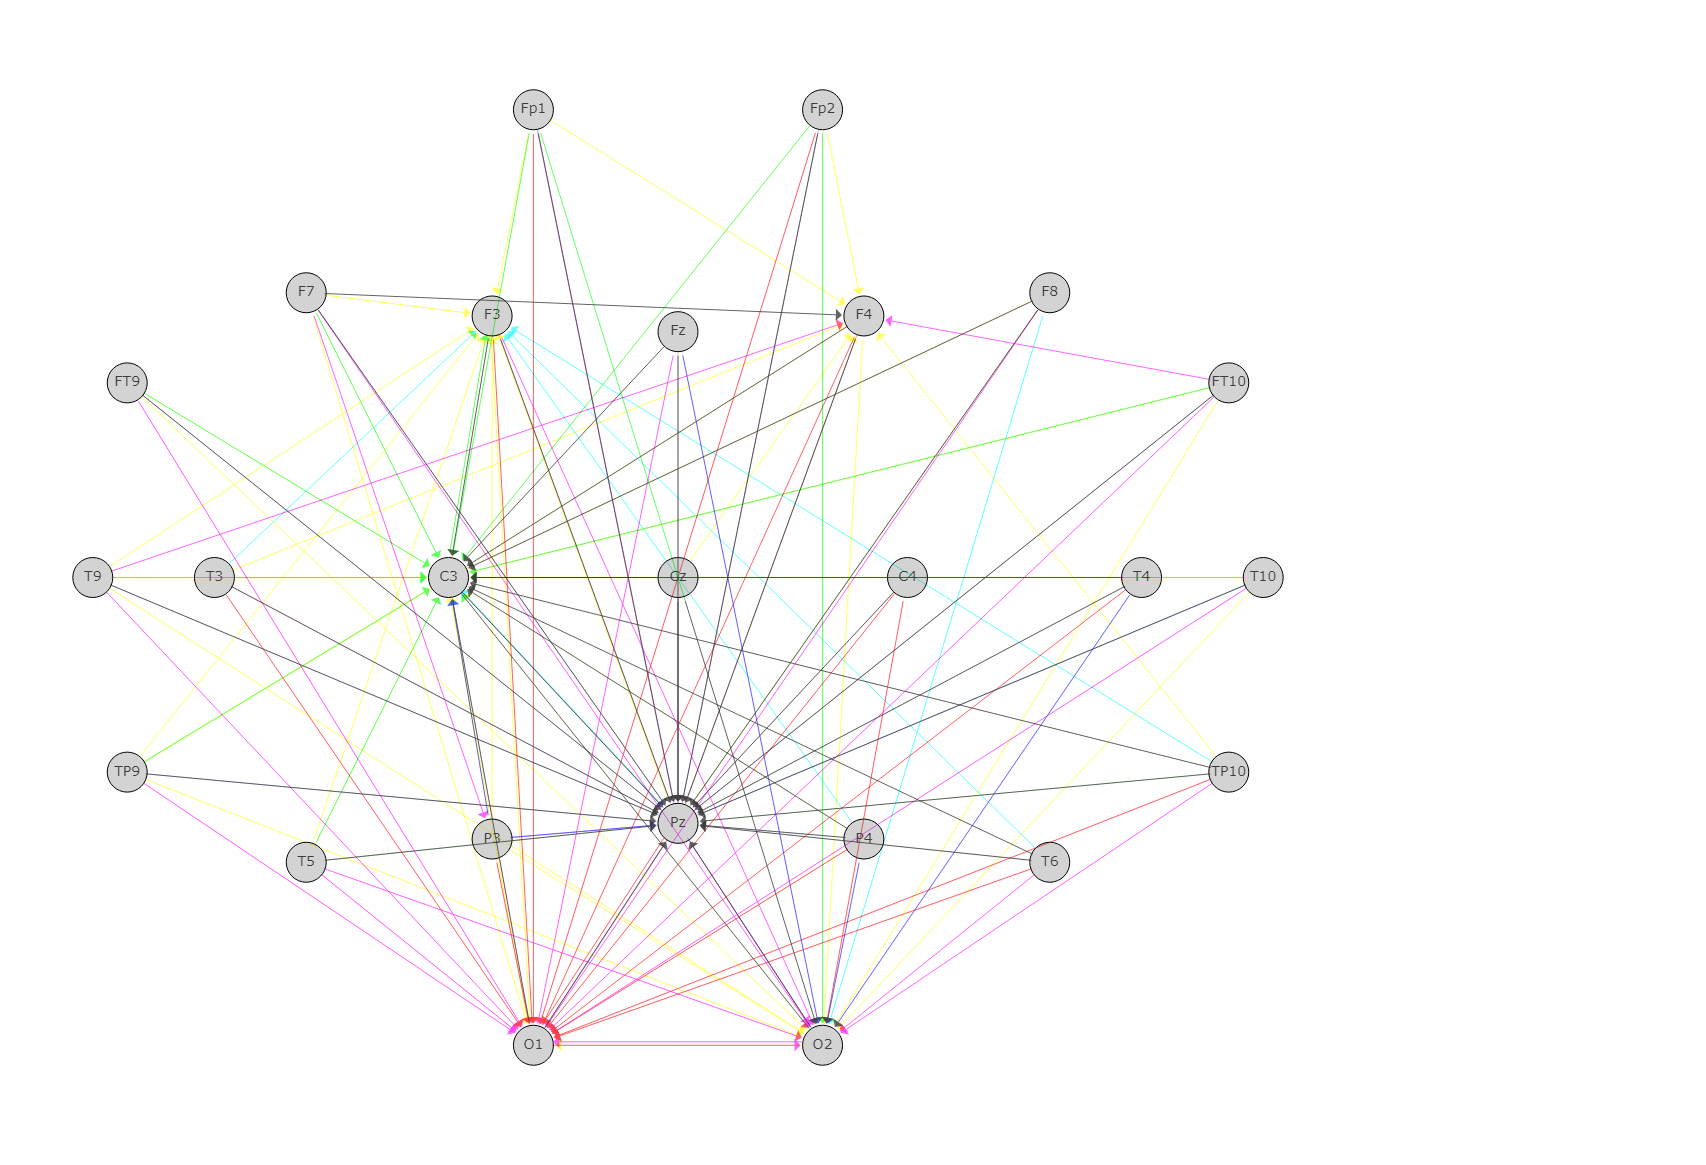 Fp1 Fp2
F7 F3 Fz F4 F8
FT9 FT10
T9 T3 C3 Cz C4 T4 T10
TP9 TP10
T5 P3 Pz P4 T6
O1 O2